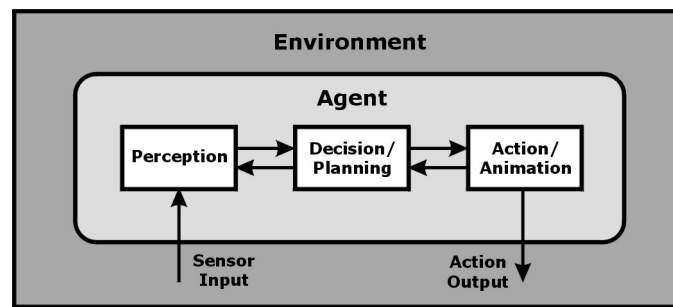 Environment
Agent
Perception
Decision/
Planning
Action/
Animation
Sensor
Input
Action
Output